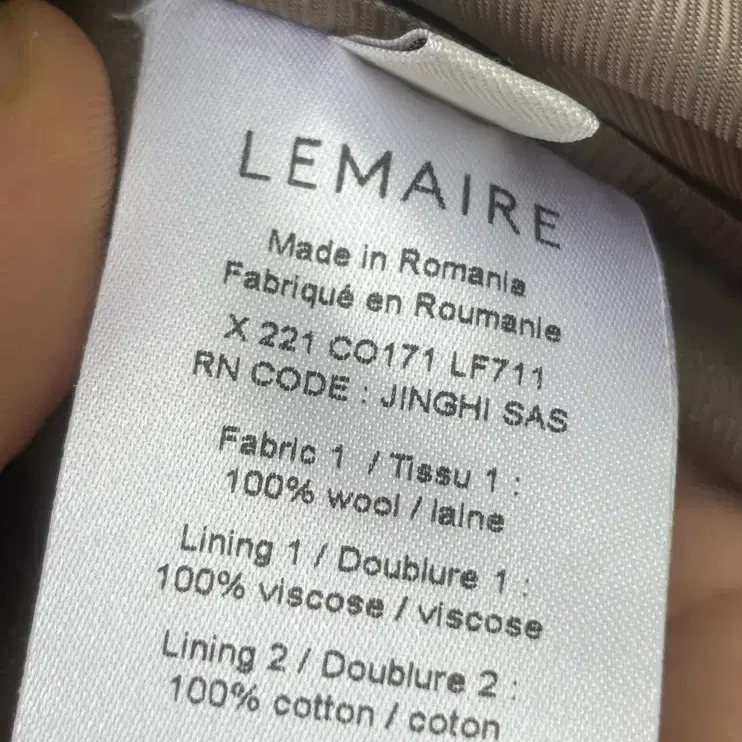 LEMAIRE
Made in Romania
Fabriqué en Roumanie
X 221 CO171 LF711
RN CODE : JINGHI SAS
Fabric 1 / Tissu 1 :
100% wool / laine
Lining 1 / Doublure 1 :
100% viscose / viscose
Lining 2 / Doublure 2 :
100% cotton / coton